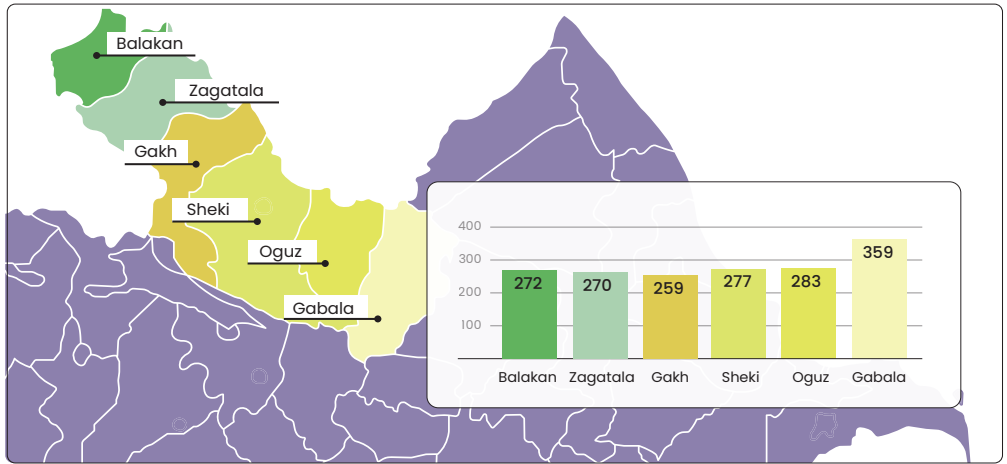 Balakan
Zagatala
Gakh
Sheki
Oguz
Gabala
400
300
200
100
272
270
259
277
283
359
Balakan Zagatala Gakh Sheki Oguz Gabala